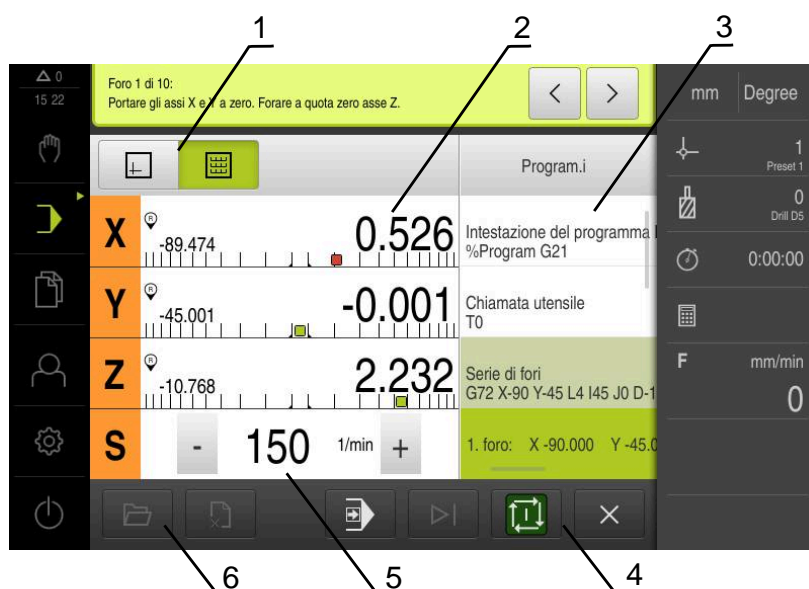 1
2
3
0
15 22
Foro 1 di 10:
Portare gli assi X e Y a zero. Forare a quota zero asse Z.
< >
mm Degree
Program.i
1
Preset 1
0
Drill D5
0:00:00
X
R
-89.474
0.526
Intestazione del programma
%Program G21
Y
R
-45.001
-0.001
Chiamata utensile
T0
Z
R
-10.768
2.232
Serie di fori
G72 X-90 Y-45 L4 I45 J0 D-1
F mm/min
0
S
- 150 1/min +
1. foro: X -90.000 Y -45.0
6
5
4